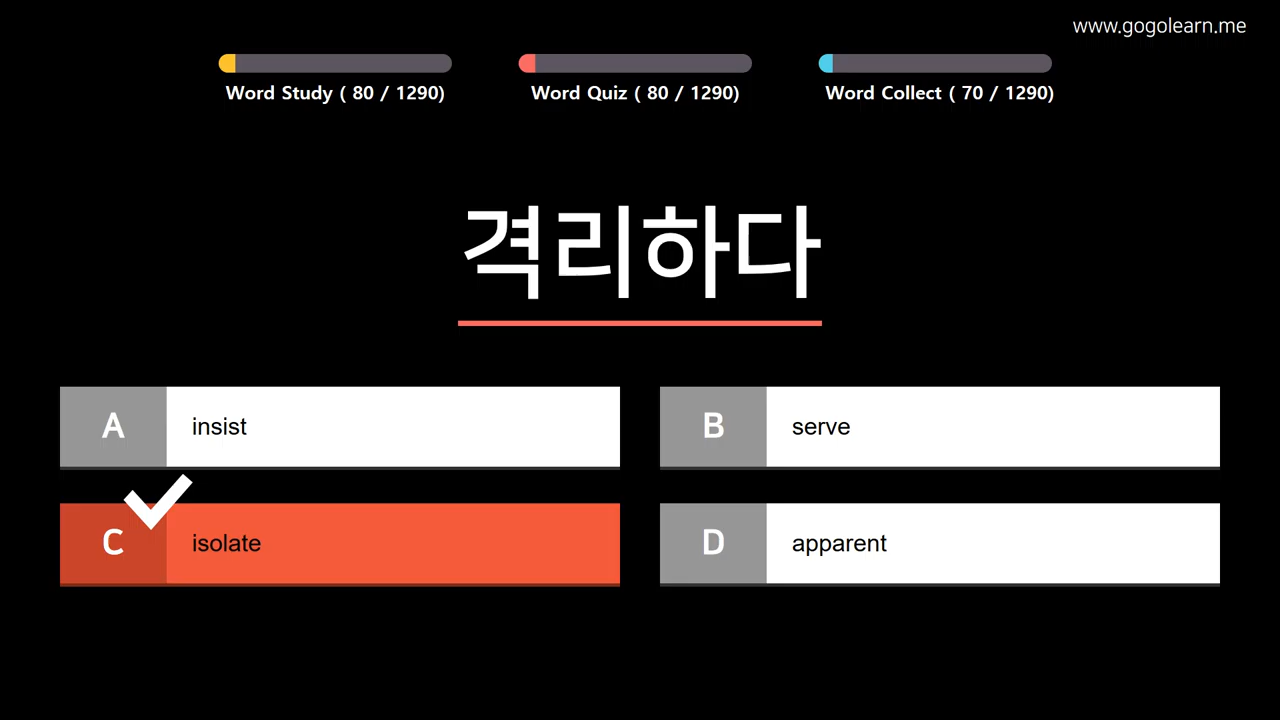 www.gogolearn.me
Word Study ( 80 / 1290)
Word Quiz ( 80 / 1290)
Word Collect ( 70 / 1290)
격리하다
A insist
B serve
C isolate
D apparent